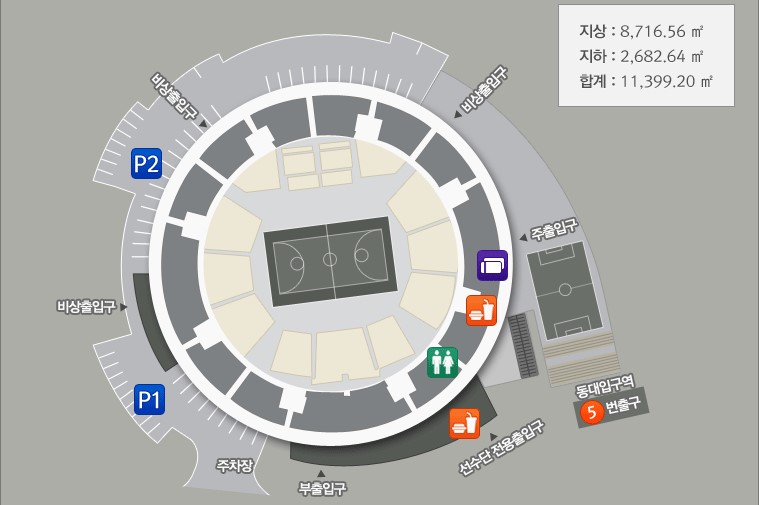 지상 : 8,716.56 ㎡
지하 : 2,682.64 ㎡
합계 : 11,399.20 ㎡
비상출입구
비상출입구
P2
주출입구
비상출입구
P1
동대입구역
5 번출구
선수단 전용출입구
주차장
부출입구